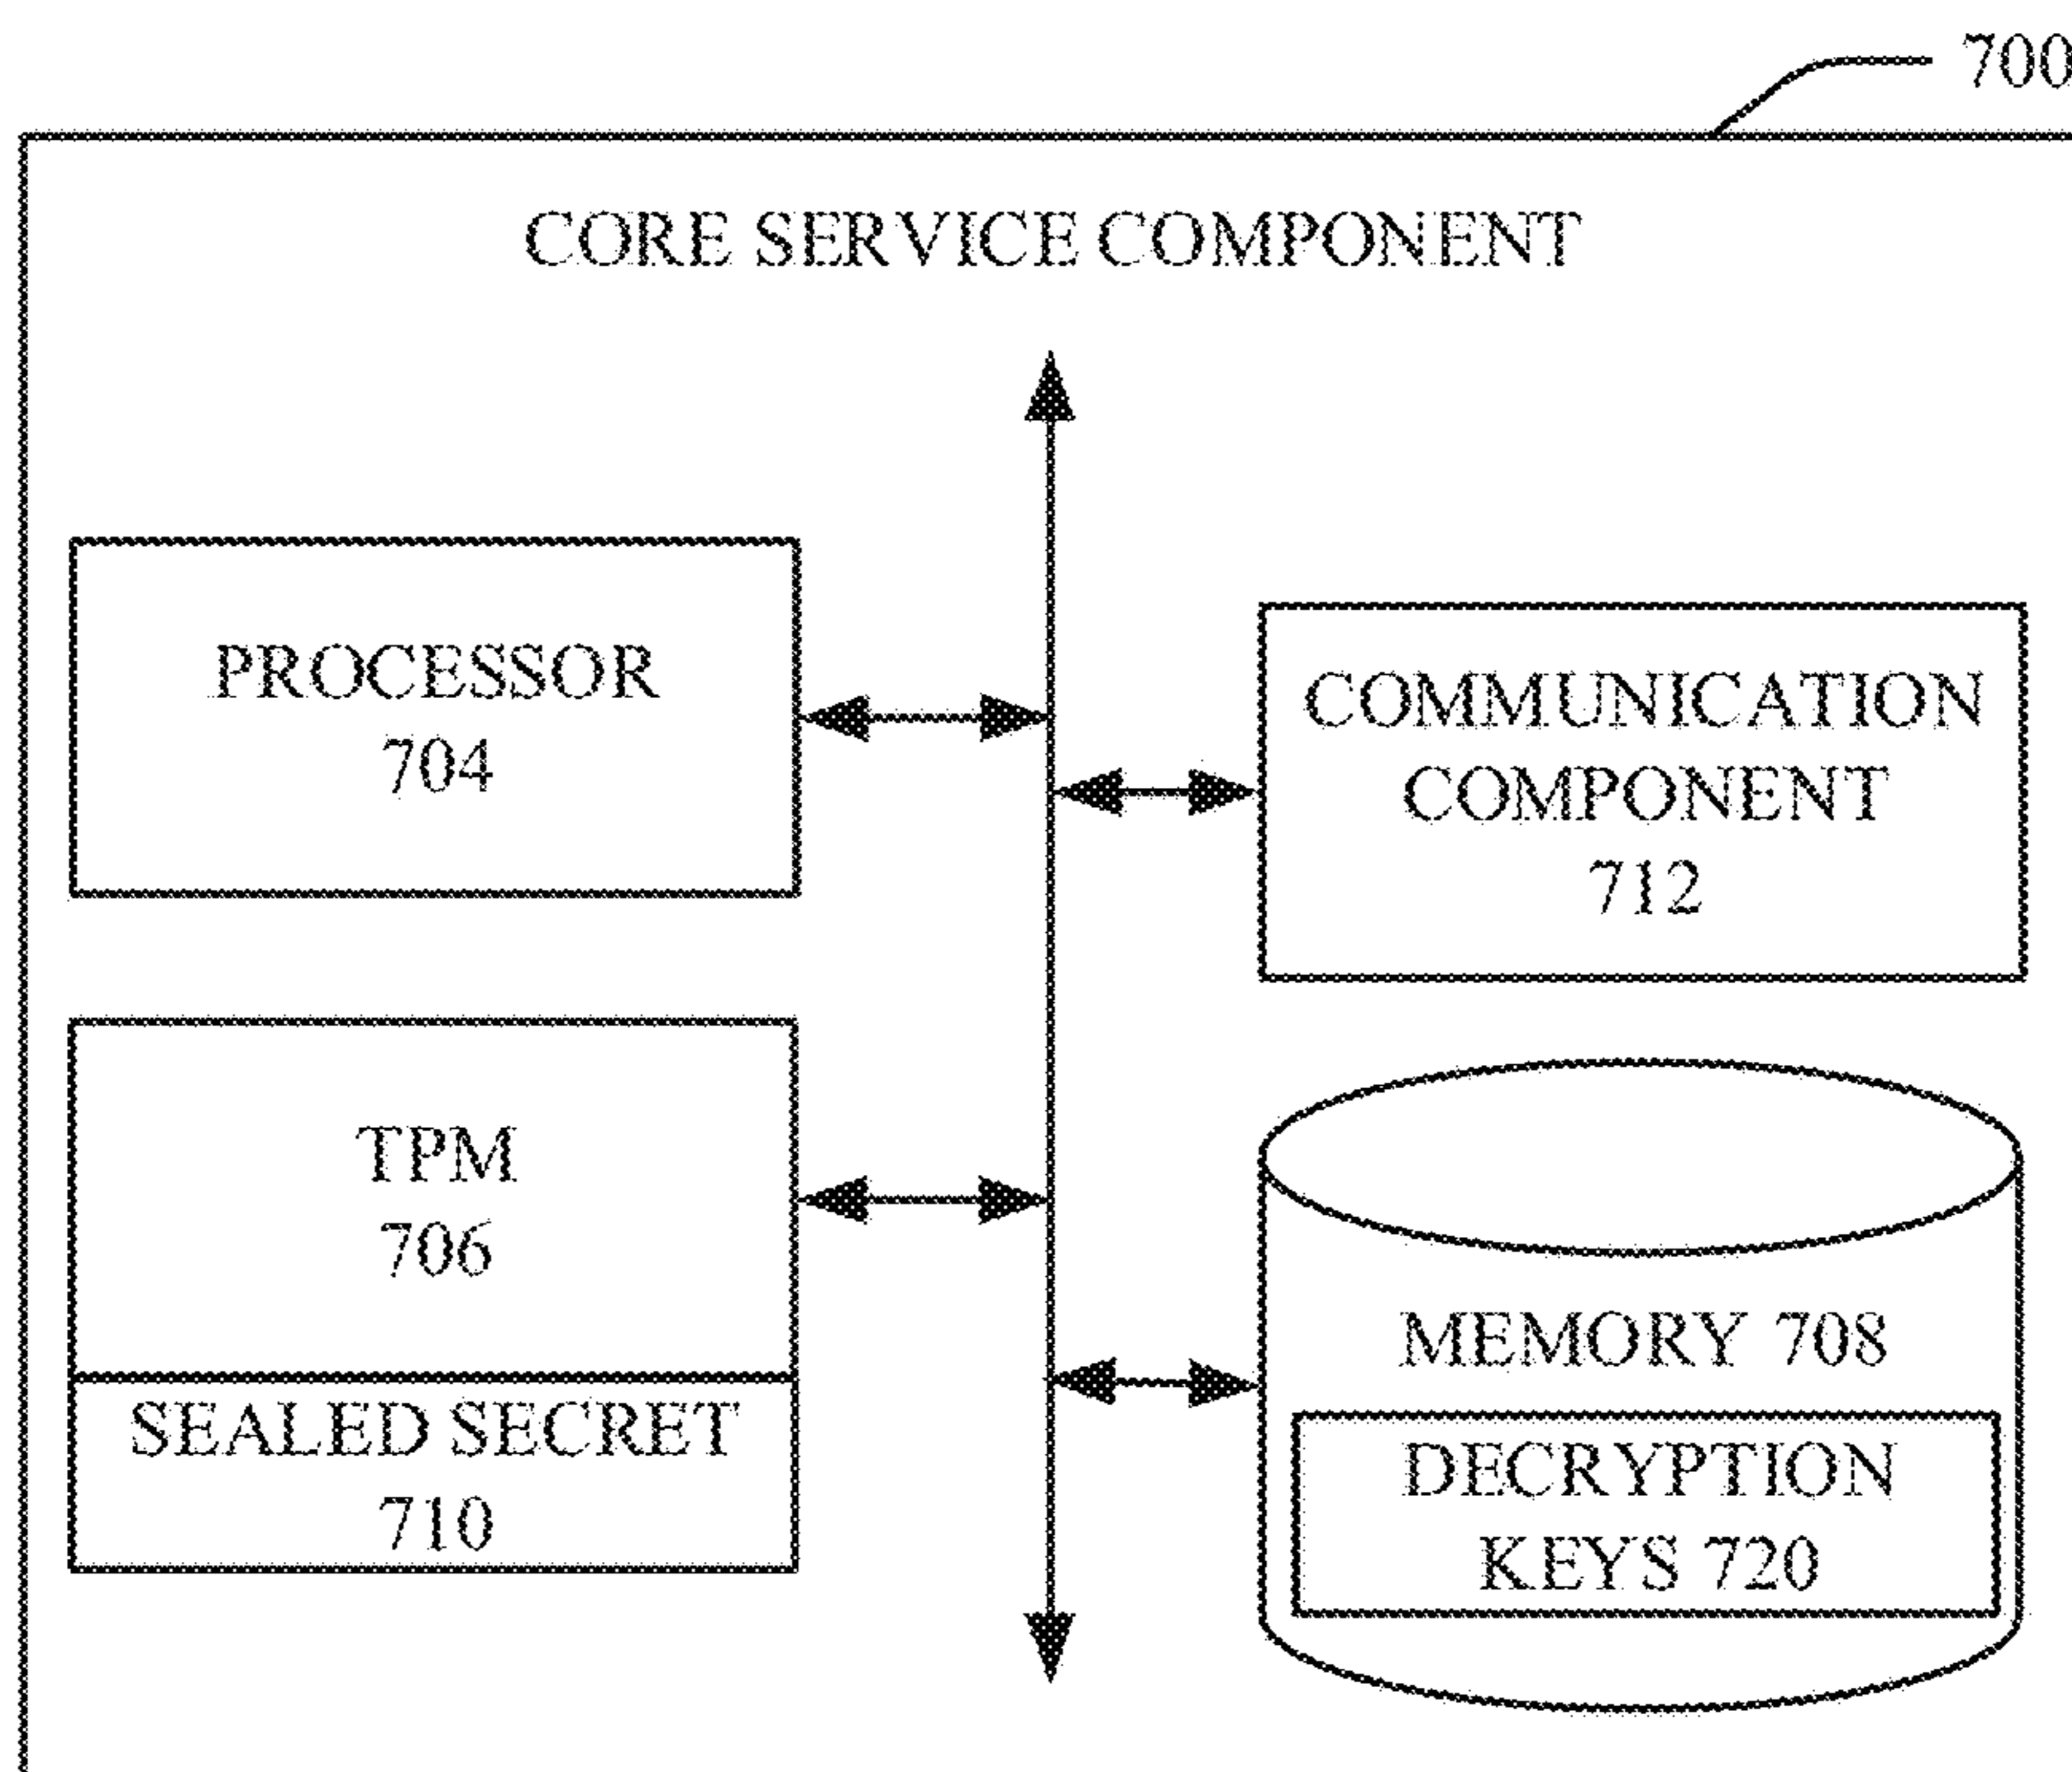 700
CORE SERVICE COMPONENT
PROCESSOR
704
COMMUNICATION
COMPONENT
712
TPM
706
SEALED SECRET
710
MEMORY 708
DECRYPTION
KEYS 720